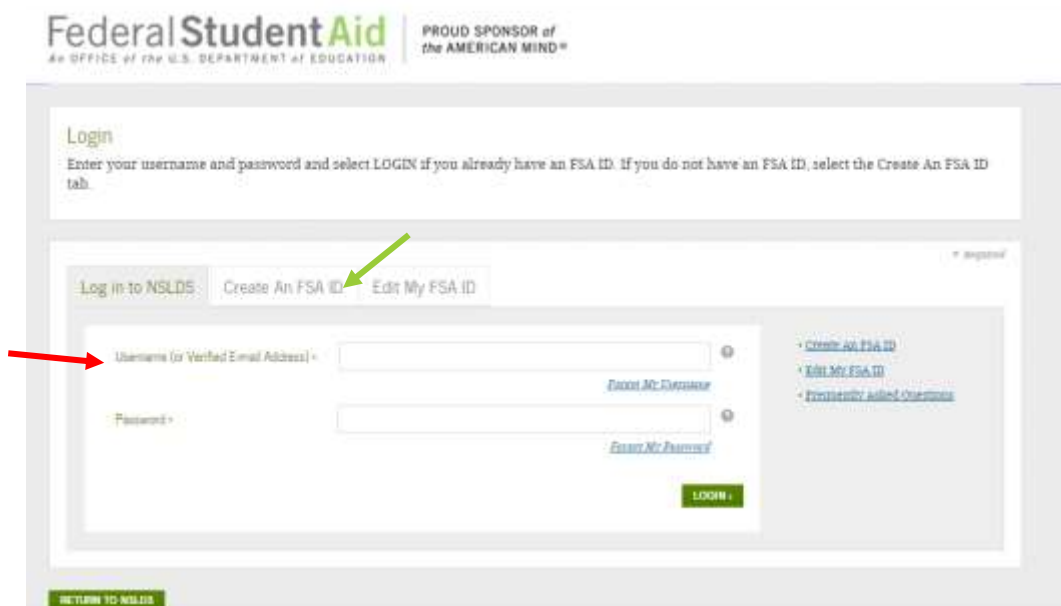 Federal Student Aid
An OFFICE of the U.S. DEPARTMENT of EDUCATION
PROUD SPONSOR of
the AMERICAN MIND®
Login
Enter your username and password and select LOGIN if you already have an FSA ID. If you do not have an FSA ID, select the Create An FSA ID
tab.
* Required
Log in to NSLDS
Create An FSA ID
Edit My FSA ID
Username (or Verified E-mail Address) *
Forgot My Username
Password *
Forgot My Password
LOGIN ›
Create An FSA ID
Edit My FSA ID
Frequently Asked Questions
RETURN TO NSLDS